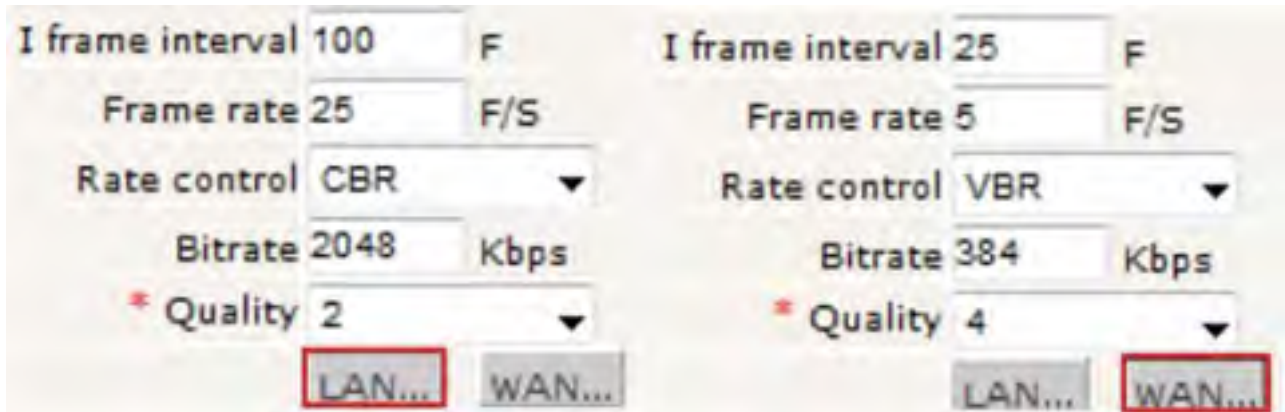 I frame interval 100 F
Frame rate 25 F/S
Rate control CBR
Bitrate 2048 Kbps
* Quality 2
LAN... WAN...
I frame interval 25 F
Frame rate 5 F/S
Rate control VBR
Bitrate 384 Kbps
* Quality 4
LAN... WAN...